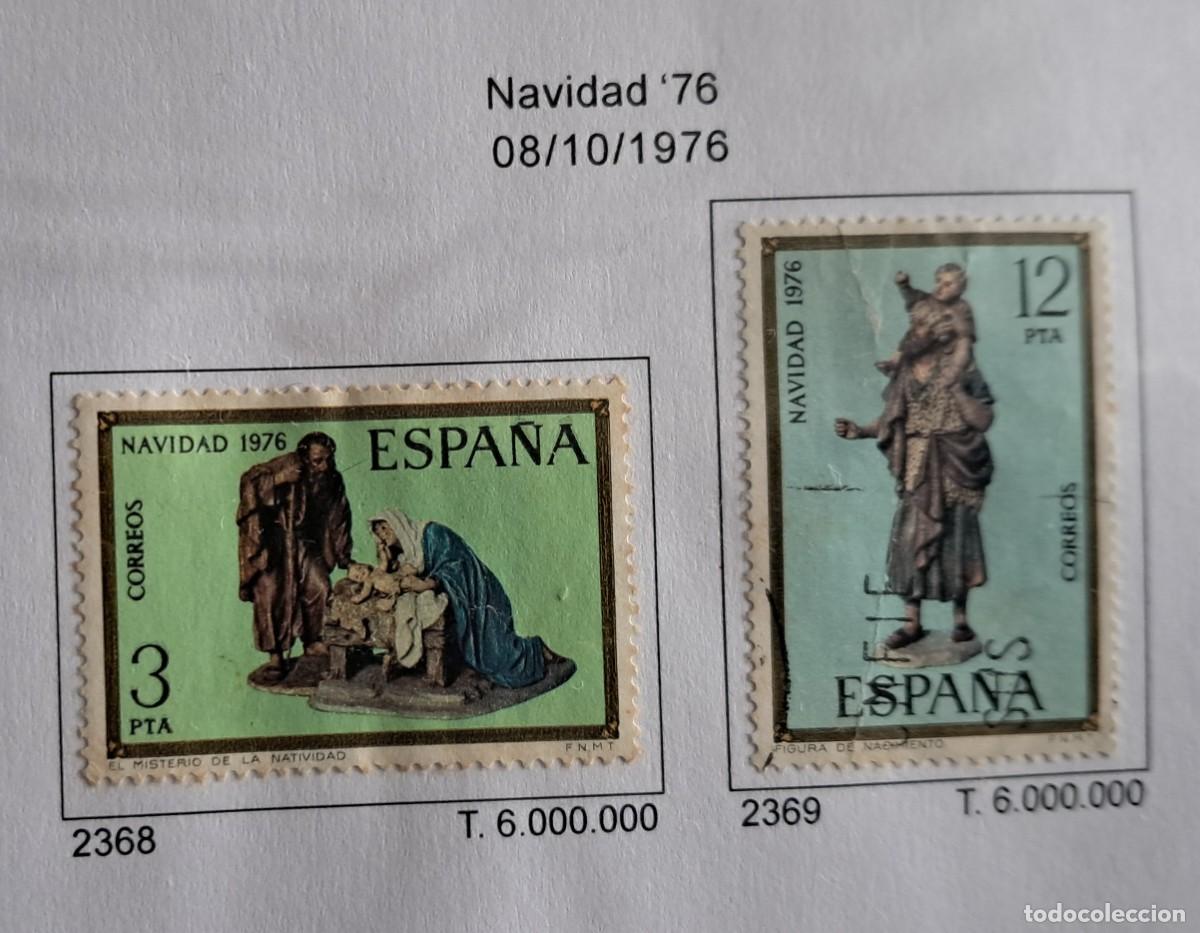 Navidad '76
08/10/1976
NAVIDAD 1976
ESPAÑA
CORREOS
3
PTA
EL MISTERIO DE LA NATIVIDAD
F.N.M.T
2368
T. 6.000.000
NAVIDAD 1976
12
PTA
CORREOS
ESPAÑA
FIGURA DE NACIMIENTO
F.N.M.T
2369
T. 6.000.000
todocoleccion